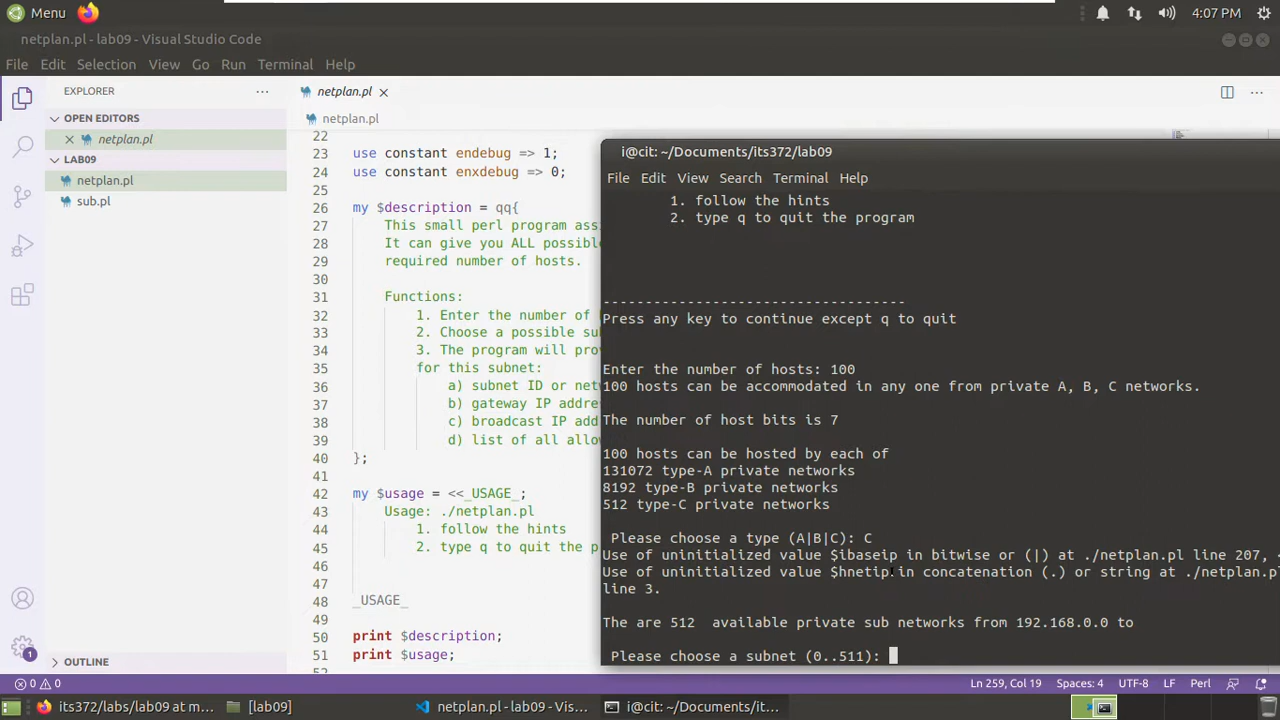 Menu
4:07 PM
netplan.pl - lab09 - Visual Studio Code
File Edit Selection View Go Run Terminal Help
EXPLORER
OPEN EDITORS
netplan.pl
LAB09
netplan.pl
sub.pl
netplan.pl
netplan.pl
22
23 use constant endebug => 1;
24 use constant enxdebug => 0;
25
26 my $description = qq{
27 This small perl program ass
28 It can give you ALL possible
29 required number of hosts.
30
31 Functions:
32 1. Enter the number of
33 2. Choose a possible su
34 3. The program will pro
35 for this subnet:
36 a) subnet ID or net
37 b) gateway IP addre
38 c) broadcast IP add
39 d) list of all allo
40 };
41
42 my $usage = <<_USAGE_;
43 Usage: ./netplan.pl
44 1. follow the hints
45 2. type q to quit the p
46
47
48 _USAGE_
49
50 print $description;
51 print $usage;
52
i@cit: ~/Documents/its372/lab09
File Edit View Search Terminal Help
1. follow the hints
2. type q to quit the program
------------------------------------
Press any key to continue except q to quit
Enter the number of hosts: 100
100 hosts can be accommodated in any one from private A, B, C networks.
The number of host bits is 7
100 hosts can be hosted by each of
131072 type-A private networks
8192 type-B private networks
512 type-C private networks
Please choose a type (A|B|C): C
Use of uninitialized value $ibaseip in bitwise or (|) at ./netplan.pl line 207,
Use of uninitialized value $hnetip in concatenation (.) or string at ./netplan.pl
line 3.
The are 512 available private sub networks from 192.168.0.0 to
Please choose a subnet (0..511):
OUTLINE
0 0
Ln 259, Col 19 Spaces: 4 UTF-8 LF Perl
1
its372/labs/lab09 at m...
[lab09]
netplan.pl - lab09 - Visu...
i@cit: ~/Documents/it...